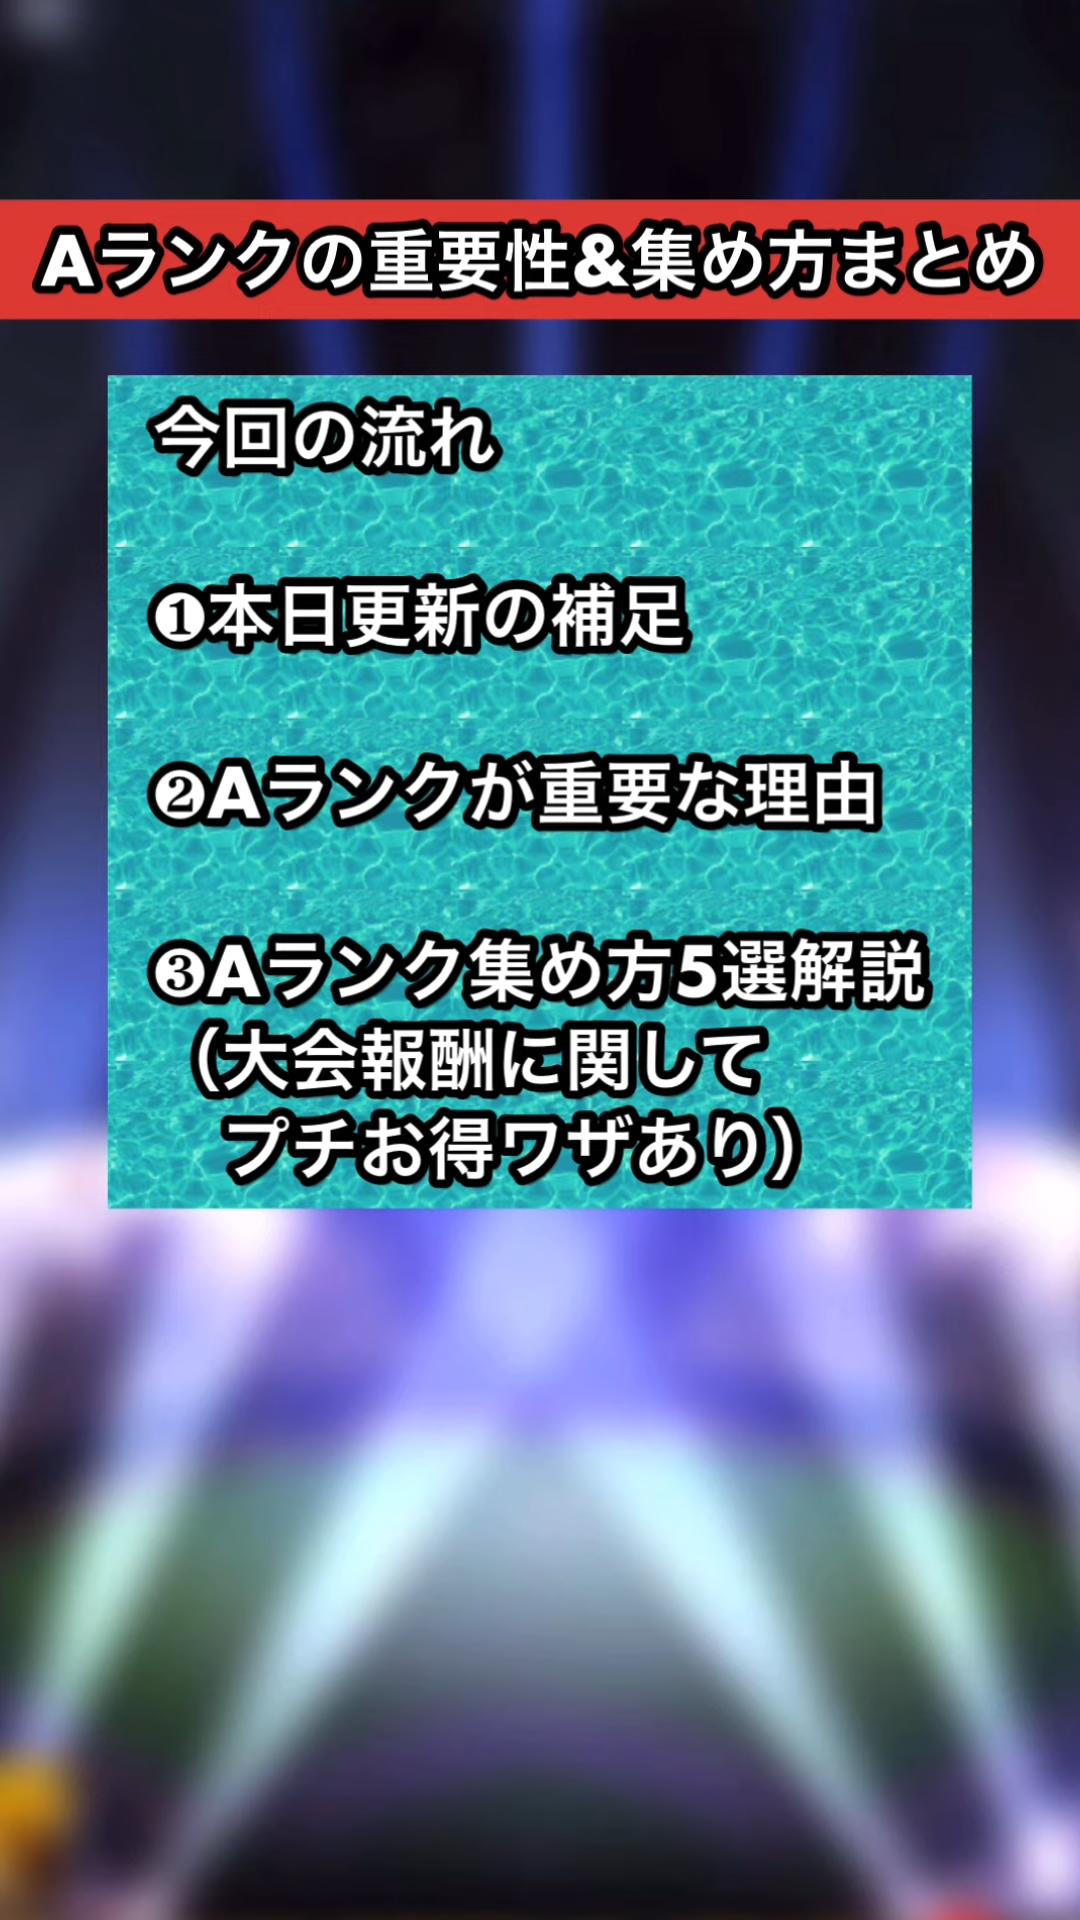 Aランクの重要性&集め方まとめ
今回の流れ
❶本日更新の補足
❷Aランクが重要な理由
❸Aランク集め方5選解説
（大会報酬に関して
プチお得ワザあり）